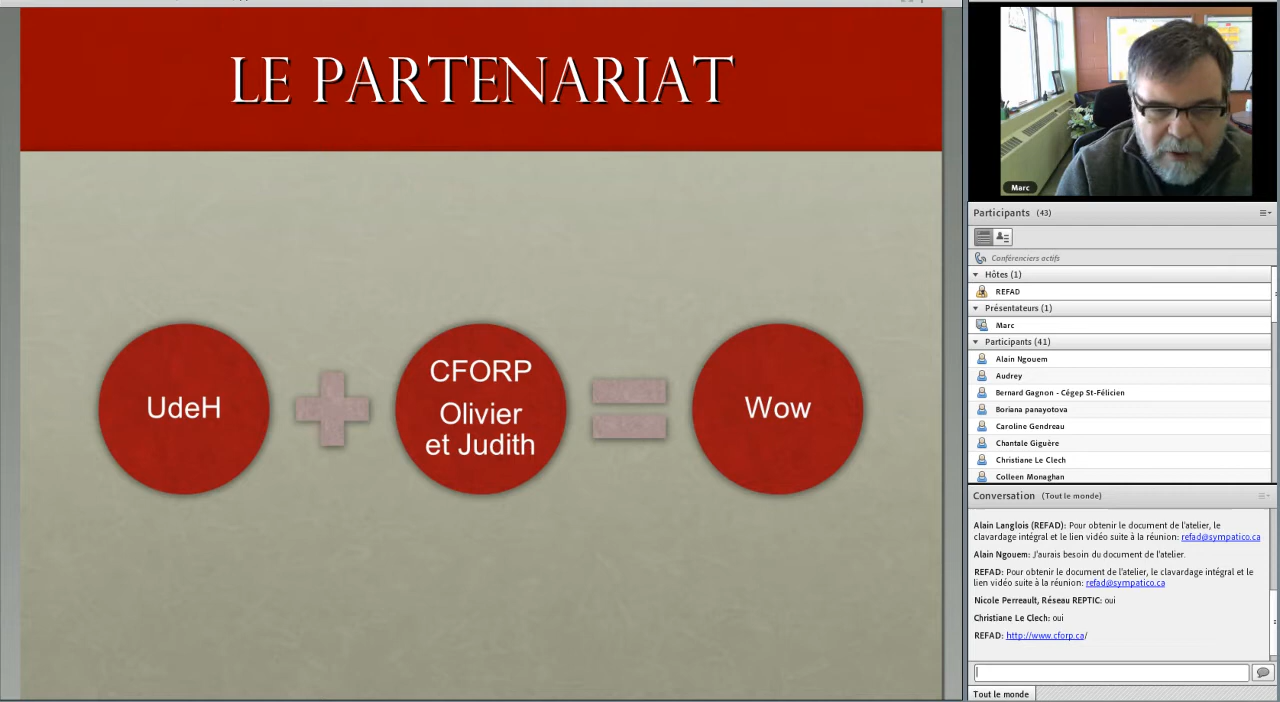 LE PARTENARIAT
UdeH
CFORP
Olivier
et Judith
Wow
Marc
Participants (43)
Conférenciers actifs
Hôtes (1)
REFAD
Présentateurs (1)
Marc
Participants (41)
Alain Ngouem
Audrey
Bernard Gagnon - Cégep St-Félicien
Boriana panayotova
Caroline Gendreau
Chantale Giguère
Christiane Le Clech
Colleen Monaghan
Conversation (Tout le monde)
Alain Langlois (REFAD): Pour obtenir le document de l'atelier, le
clavardage intégral et le lien vidéo suite à la réunion: refad@sympatico.ca
Alain Ngouem: J'aurais besoin du document de l'atelier.
REFAD: Pour obtenir le document de l'atelier, le clavardage intégral et le
lien vidéo suite à la réunion: refad@sympatico.ca
Nicole Perreault, Réseau REPTIC: oui
Christiane Le Clech: oui
REFAD: http://www.cforp.ca/
Tout le monde